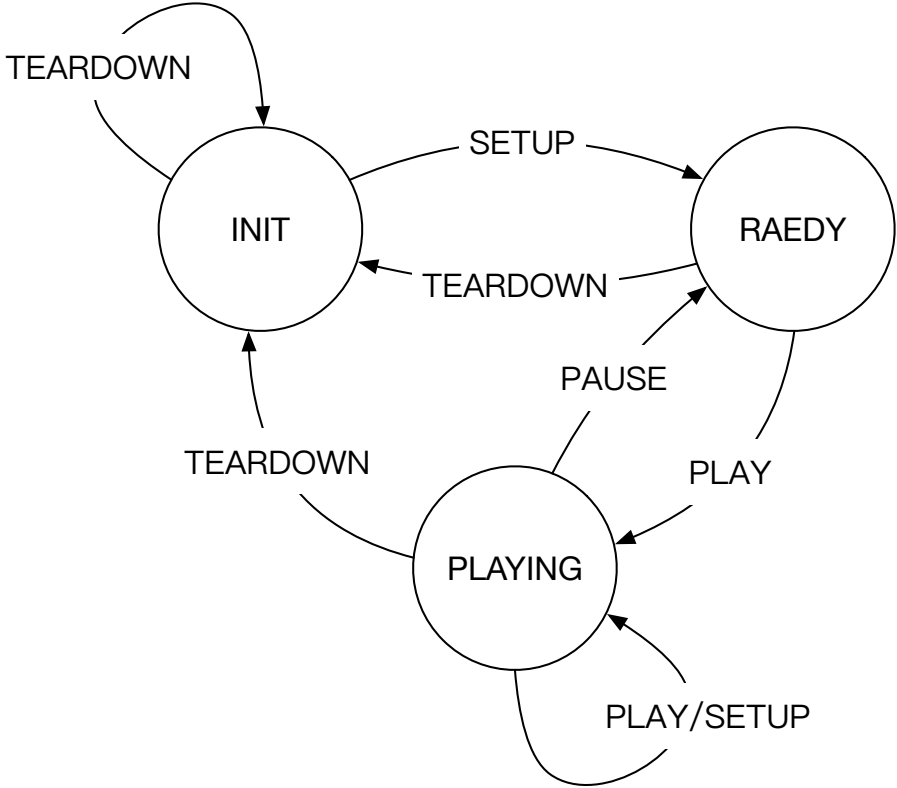 TEARDOWN
SETUP
INIT
RAEDY
TEARDOWN
PAUSE
TEARDOWN
PLAY
PLAYING
PLAY/SETUP